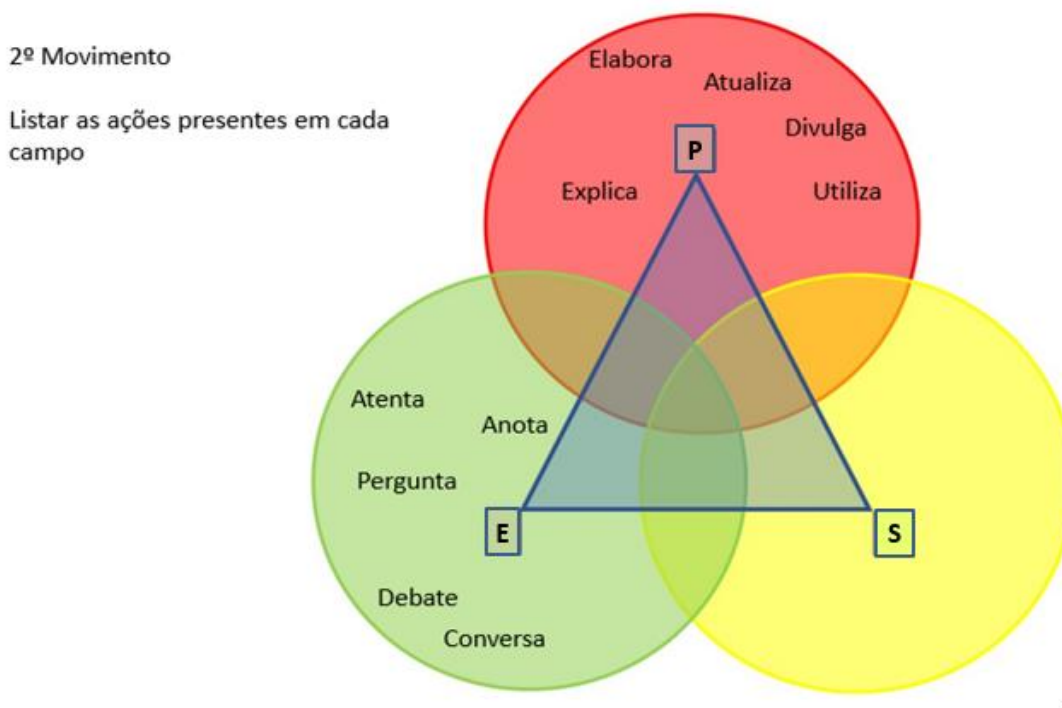 2º Movimento
Listar as ações presentes em cada
campo
Elabora
Atualiza
Divulga
P
Explica
Utiliza
Atenta
Anota
Pergunta
E
S
Debate
Conversa